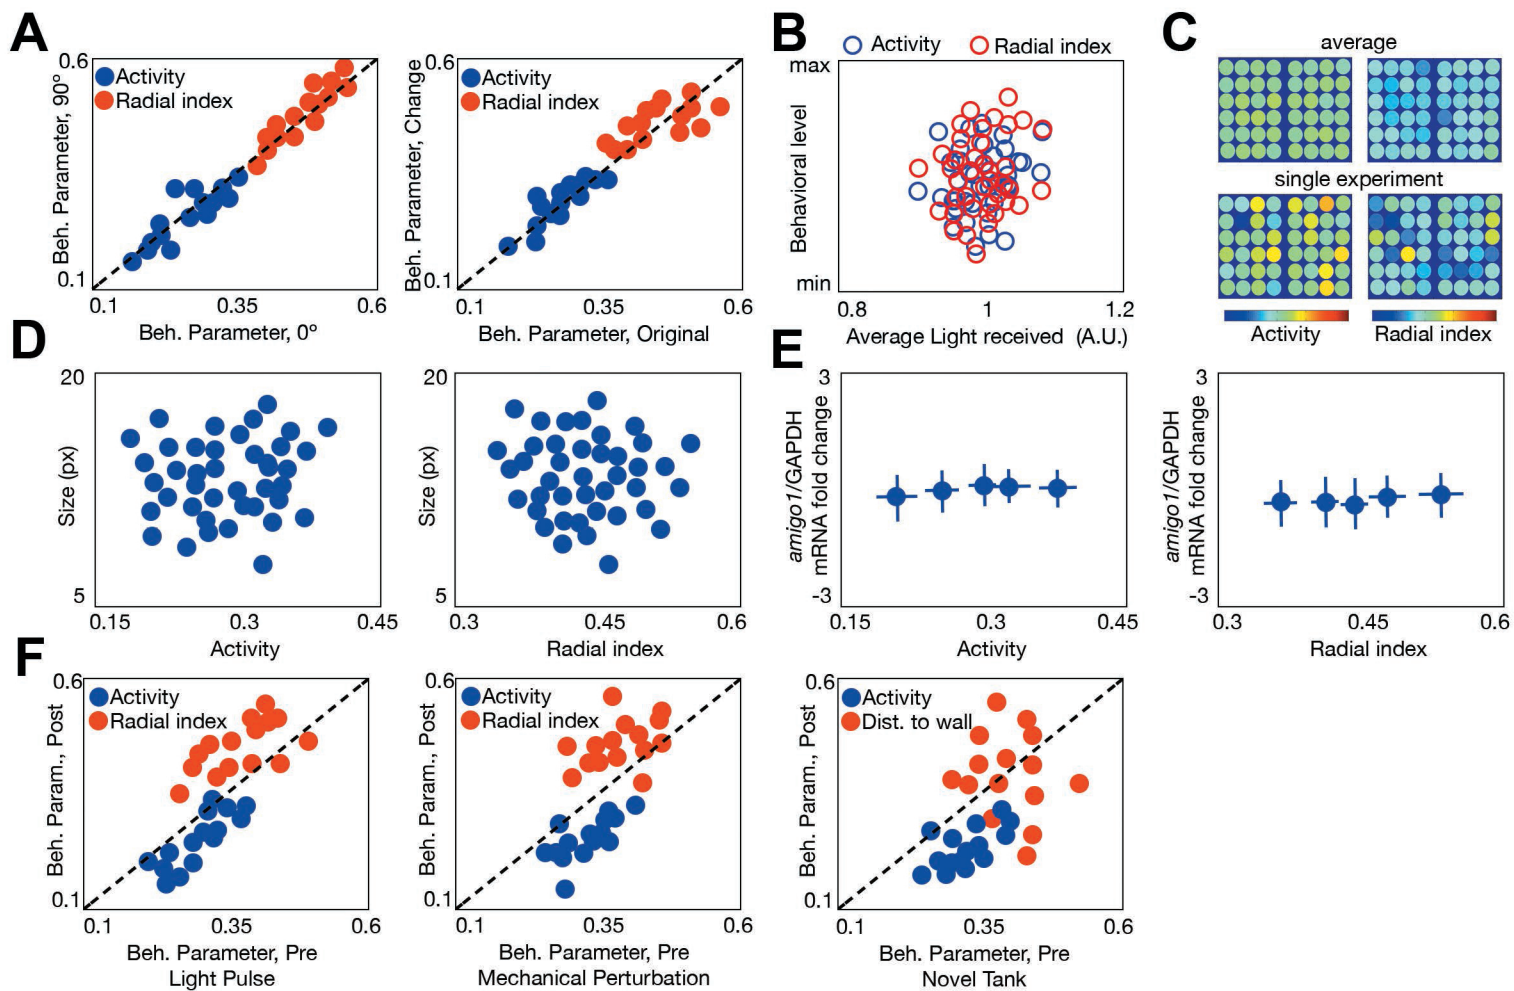 A
0.6
Beh. Parameter, 90°
0.1
Activity
Radial index
0.1
0.35
0.6
Beh. Parameter, 0°
0.6
Beh. Parameter, Change
0.1
Activity
Radial index
0.1
0.35
0.6
Beh. Parameter, Original
B
Activity
Radial index
max
Behavioral level
min
0.8
1
1.2
Average Light received (A.U.)
C
average
single experiment
Activity
Radial index
D
20
Size (px)
5
0.15
0.3
0.45
Activity
20
Size (px)
5
0.3
0.45
0.6
Radial index
E
3
amigo1/GAPDH
mRNA fold change
-3
0.15
0.3
0.45
Activity
3
amigo1/GAPDH
mRNA fold change
-3
0.3
0.45
0.6
Radial index
F
0.6
Beh. Param., Post
0.1
Activity
Radial index
0.1
0.35
0.6
Beh. Parameter, Pre
Light Pulse
0.6
Beh. Param., Post
0.1
Activity
Radial index
0.1
0.35
0.6
Beh. Parameter, Pre
Mechanical Perturbation
0.6
Beh. Param., Post
0.1
Activity
Dist. to wall
0.1
0.35
0.6
Beh. Parameter, Pre
Novel Tank